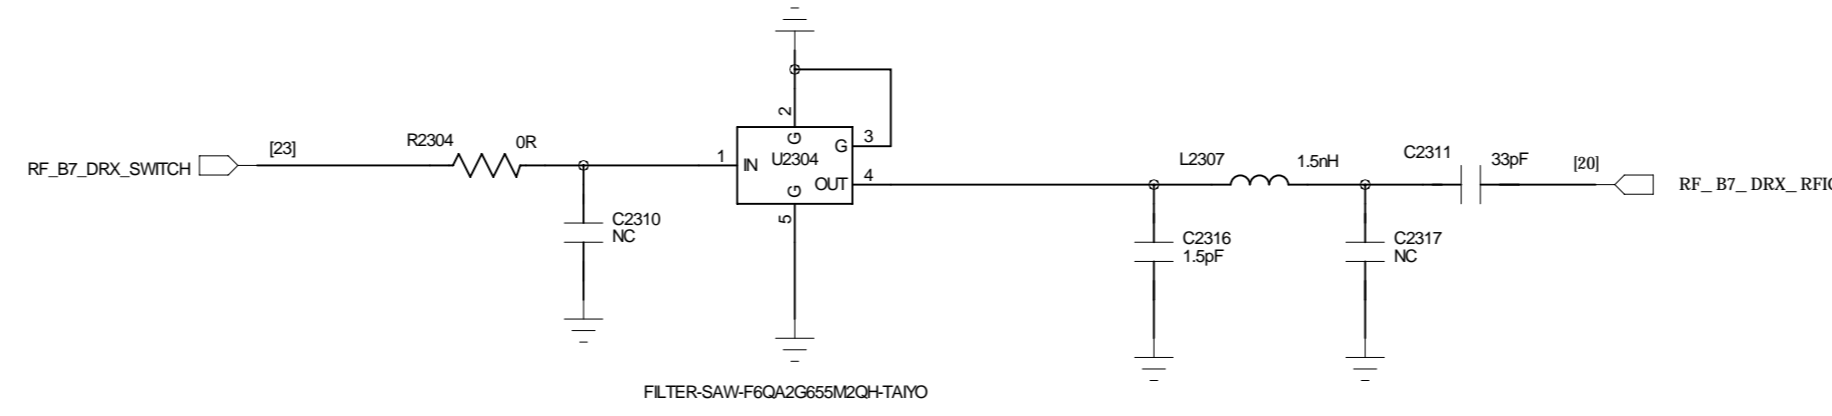 RF_B7_DRX_SWITCH
[23]
R2304
0R
C2310
NC
1
IN
2
G
U2304
G
3
OUT
4
G
5
FILTER-SAW-F6QA2G655M2QH-TAIYO
L2307
1.5nH
C2316
1.5pF
C2317
NC
C2311
33pF
[20]
RF_B7_DRX_RFI